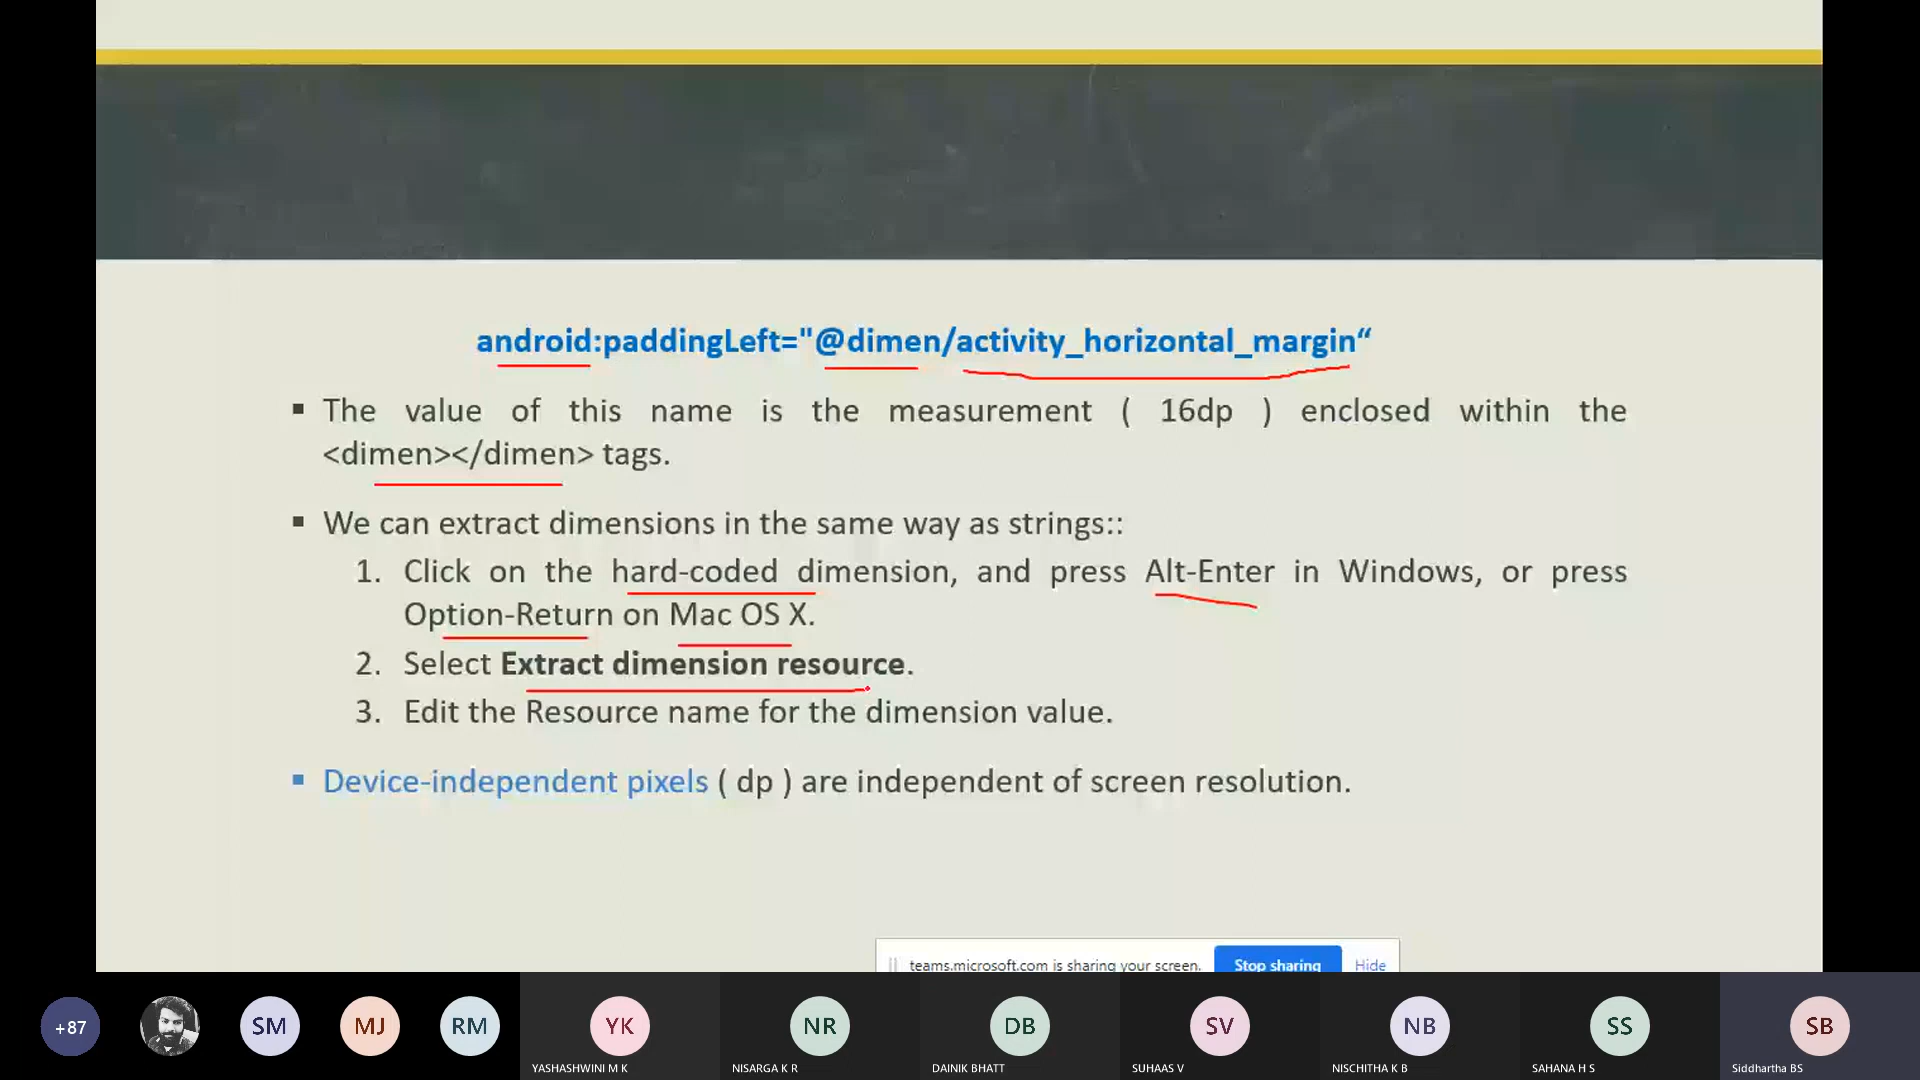 android:paddingLeft="@dimen/activity_horizontal_margin“
▪ The value of this name is the measurement ( 16dp ) enclosed within the
<dimen></dimen> tags.
▪ We can extract dimensions in the same way as strings::
1. Click on the hard-coded dimension, and press Alt-Enter in Windows, or press
Option-Return on Mac OS X.
2. Select Extract dimension resource.
3. Edit the Resource name for the dimension value.
▪ Device-independent pixels ( dp ) are independent of screen resolution.
teams.microsoft.com is sharing your screen. Stop sharing Hide
+87 SM MJ RM YK NR DB SV NB SS SB
YASHASHWINI M K NISARGA K R DAINIK BHATT SUHAAS V NISCHITHA K B SAHANA H S Siddhartha BS